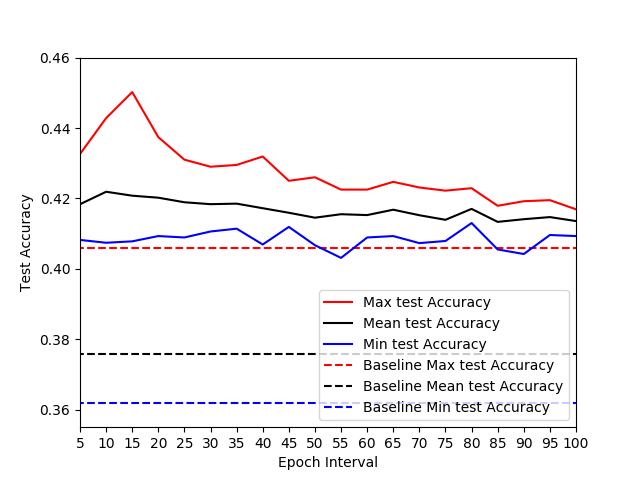 0.46
0.44
0.42
0.40
0.38
0.36
Test Accuracy
Max test Accuracy
Mean test Accuracy
Min test Accuracy
Baseline Max test Accuracy
Baseline Mean test Accuracy
Baseline Min test Accuracy
5 10 15 20 25 30 35 40 45 50 55 60 65 70 75 80 85 90 95 100
Epoch Interval